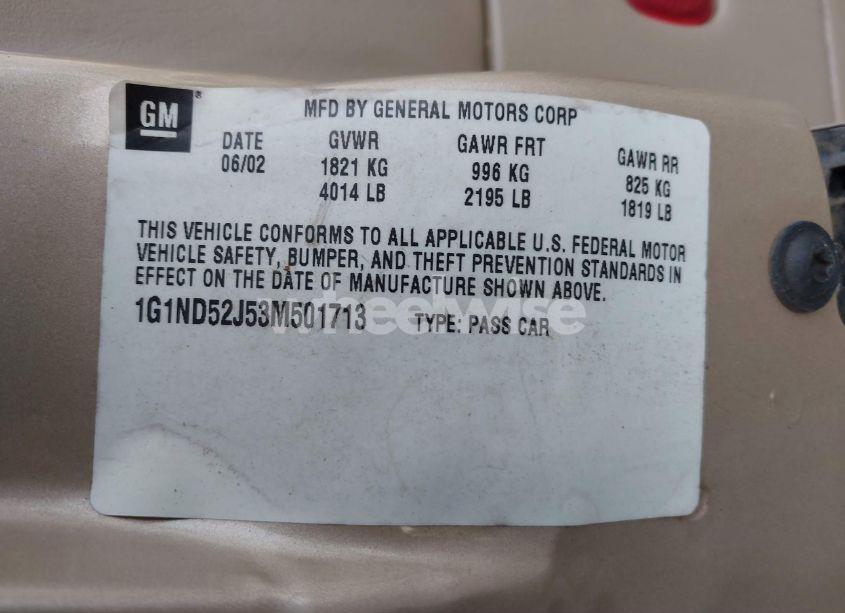 GM
MFD BY GENERAL MOTORS CORP
DATE GVWR GAWR FRT GAWR RR
06/02 1821 KG 996 KG 825 KG
4014 LB 2195 LB 1819 LB
THIS VEHICLE CONFORMS TO ALL APPLICABLE U.S. FEDERAL MOTOR
VEHICLE SAFETY, BUMPER, AND THEFT PREVENTION STANDARDS IN
EFFECT ON THE DATE OF MANUFACTURE SHOWN ABOVE.
1G1ND52J53M501713 TYPE: PASS CAR
wheelwise